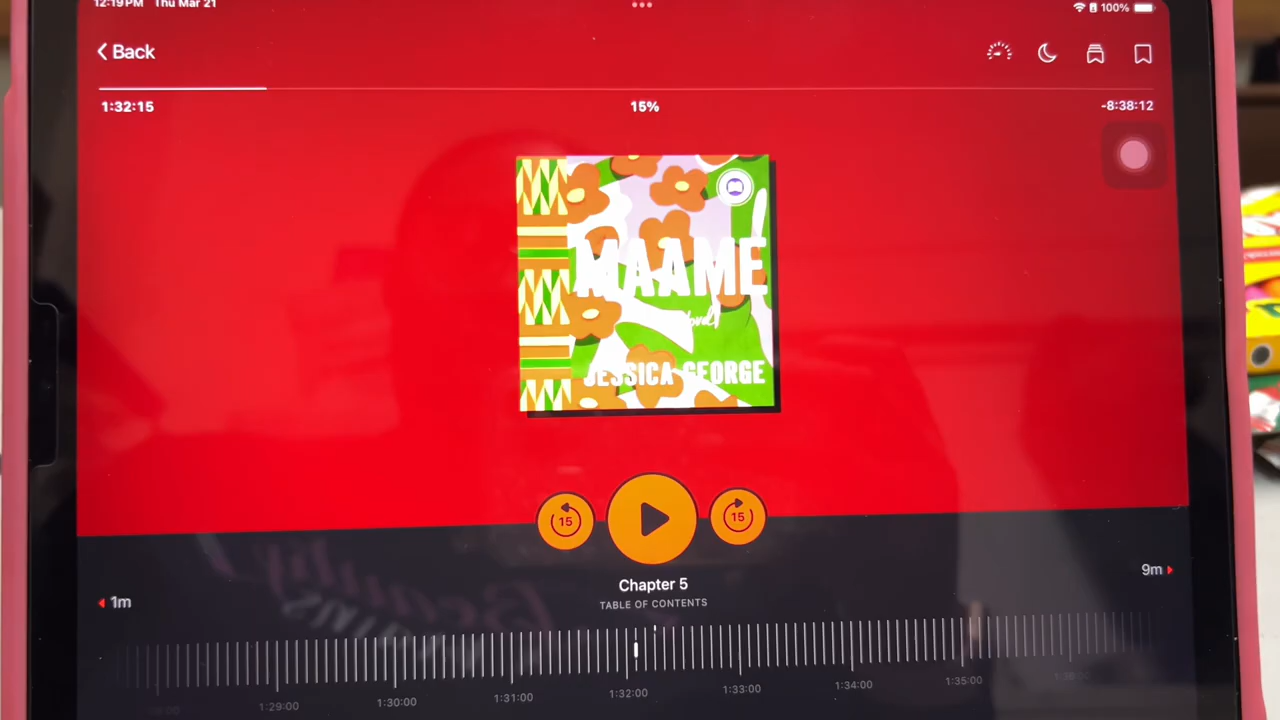 12:19 PM Thu Mar 21
100%
Back
1:32:15
15%
-8:38:12
MAAME
JESSICA GEORGE
15
15
Chapter 5
TABLE OF CONTENTS
1m
9m
1:29:00
1:30:00
1:31:00
1:32:00
1:33:00
1:34:00
1:35:00